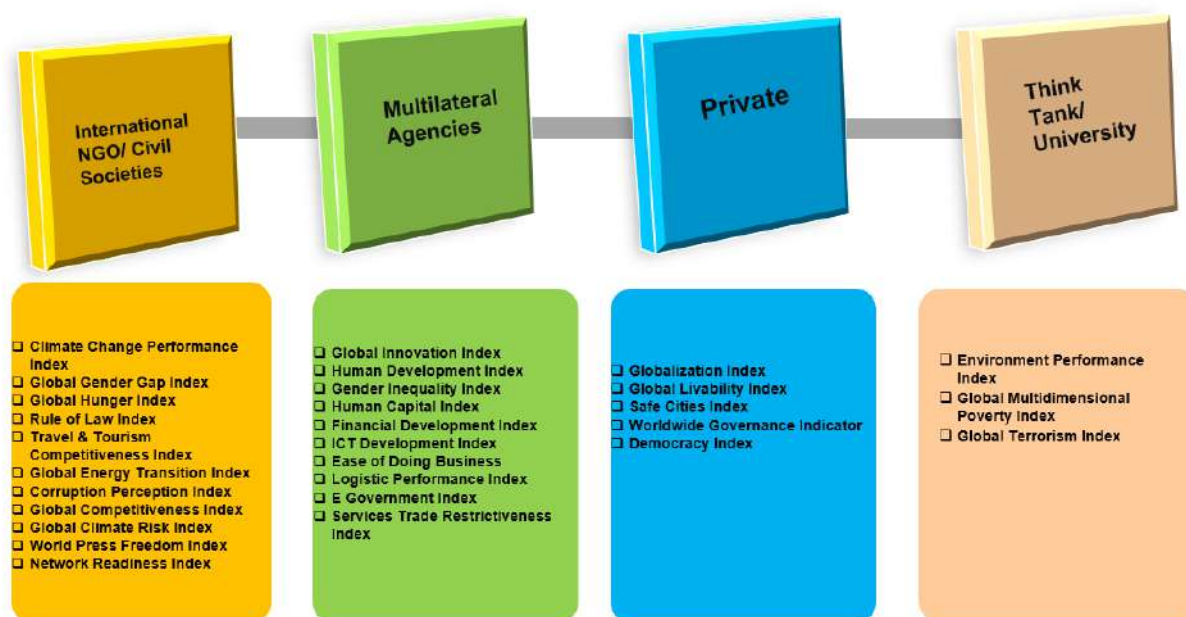 International
NGO/ Civil
Societies
Multilateral
Agencies
Private
Think
Tank/
University
❑ Climate Change Performance
Index
❑ Global Gender Gap Index
❑ Global Hunger Index
❑ Rule of Law Index
❑ Travel & Tourism
Competitiveness Index
❑ Global Energy Transition Index
❑ Corruption Perception Index
❑ Global Competitiveness Index
❑ Global Climate Risk Index
❑ World Press Freedom Index
❑ Network Readiness Index
❑ Global Innovation Index
❑ Human Development Index
❑ Gender Inequality Index
❑ Human Capital Index
❑ Financial Development Index
❑ ICT Development Index
❑ Ease of Doing Business
❑ Logistic Performance Index
❑ E Government Index
❑ Services Trade Restrictiveness
Index
❑ Globalization Index
❑ Global Livability Index
❑ Safe Cities Index
❑ Worldwide Governance Indicator
❑ Democracy Index
❑ Environment Performance
Index
❑ Global Multidimensional
Poverty Index
❑ Global Terrorism Index